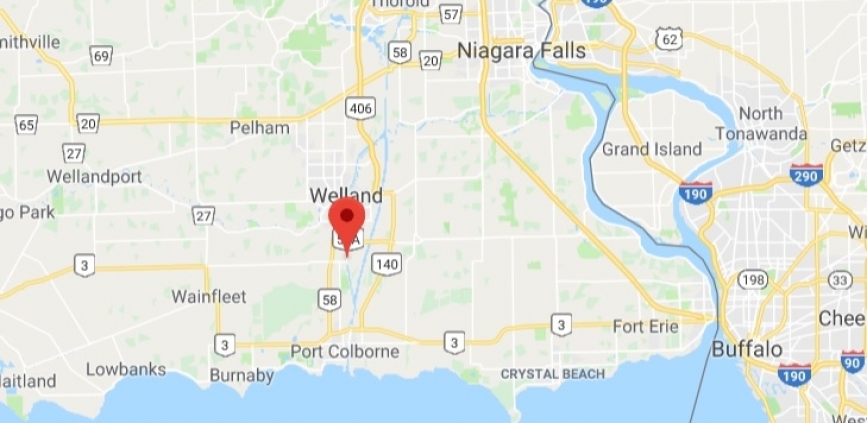 Thorold
57
190
62
mithville
69
58
20
Niagara Falls
406
North
Tonawanda
65
20
Pelham
27
Grand Island
Getz
Wellandport
290
190
Welland
go Park
27
3
140
198
33
Wainfleet
58
3
3
3
Fort Erie
Chee
Port Colborne
Buffalo
Lowbanks
Burnaby
CRYSTAL BEACH
190
90
aitland